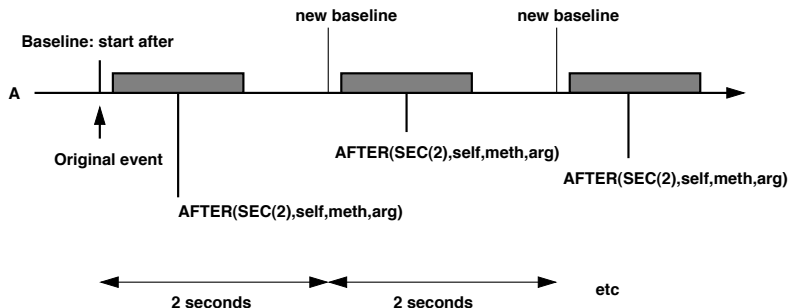 new baseline
new baseline
Baseline: start after
A
Original event
AFTER(SEC(2),self,meth,arg)
AFTER(SEC(2),self,meth,arg)
AFTER(SEC(2),self,meth,arg)
2 seconds
2 seconds
etc